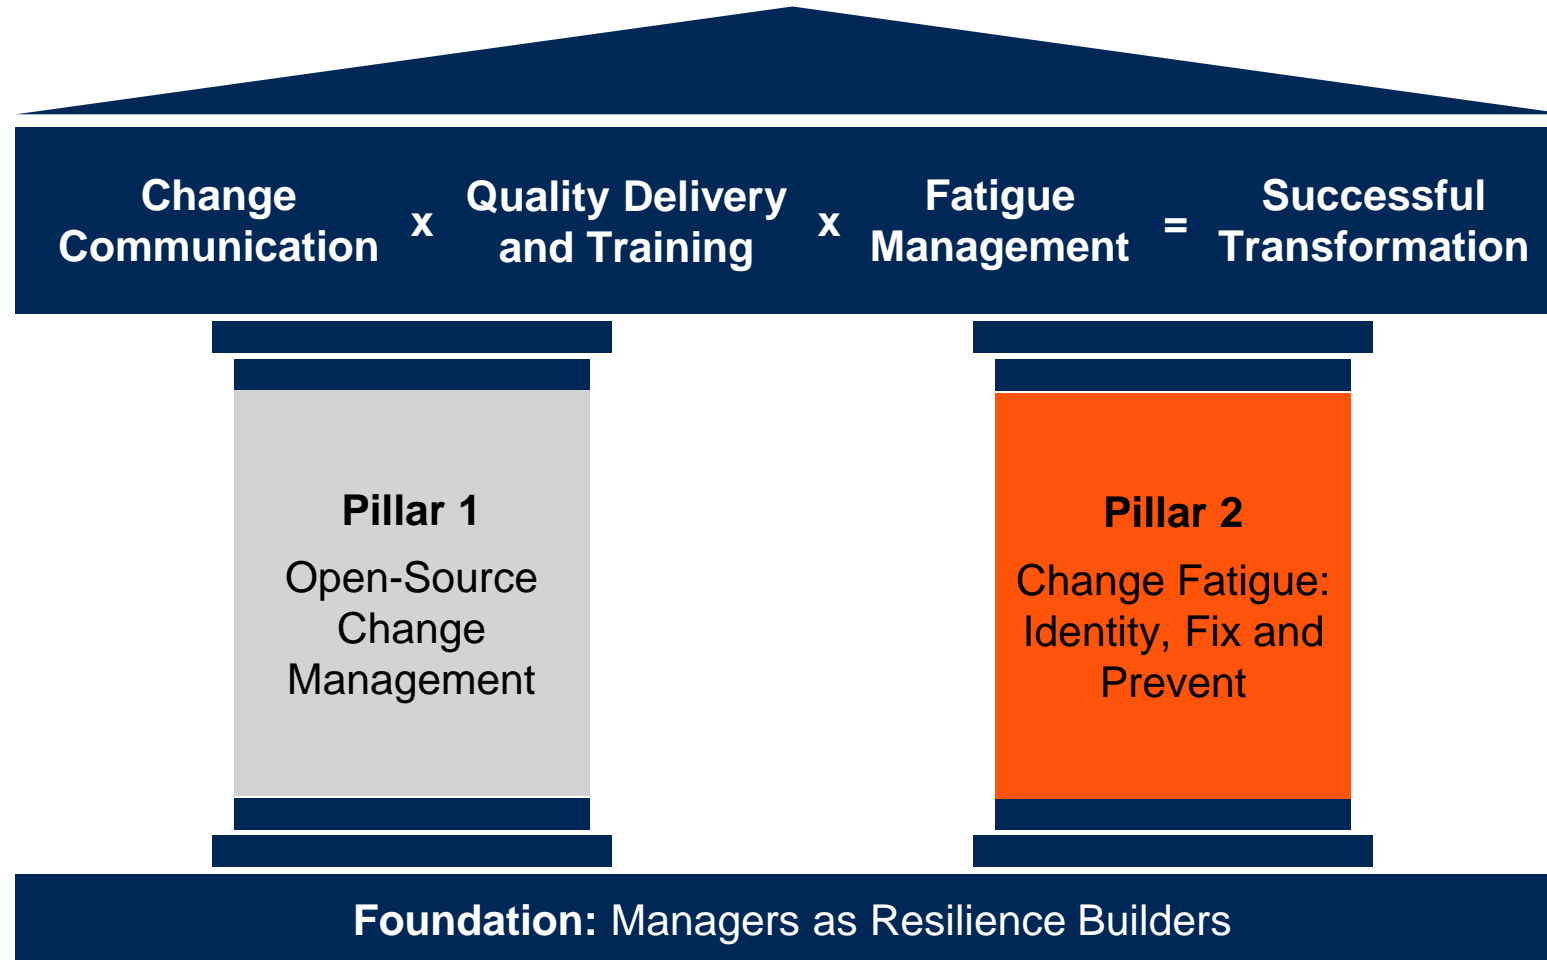 Change
Communication
x
Quality Delivery
and Training
x
Fatigue
Management
=
Successful
Transformation
Pillar 1
Open-Source
Change
Management
Pillar 2
Change Fatigue:
Identity, Fix and
Prevent
Foundation: Managers as Resilience Builders